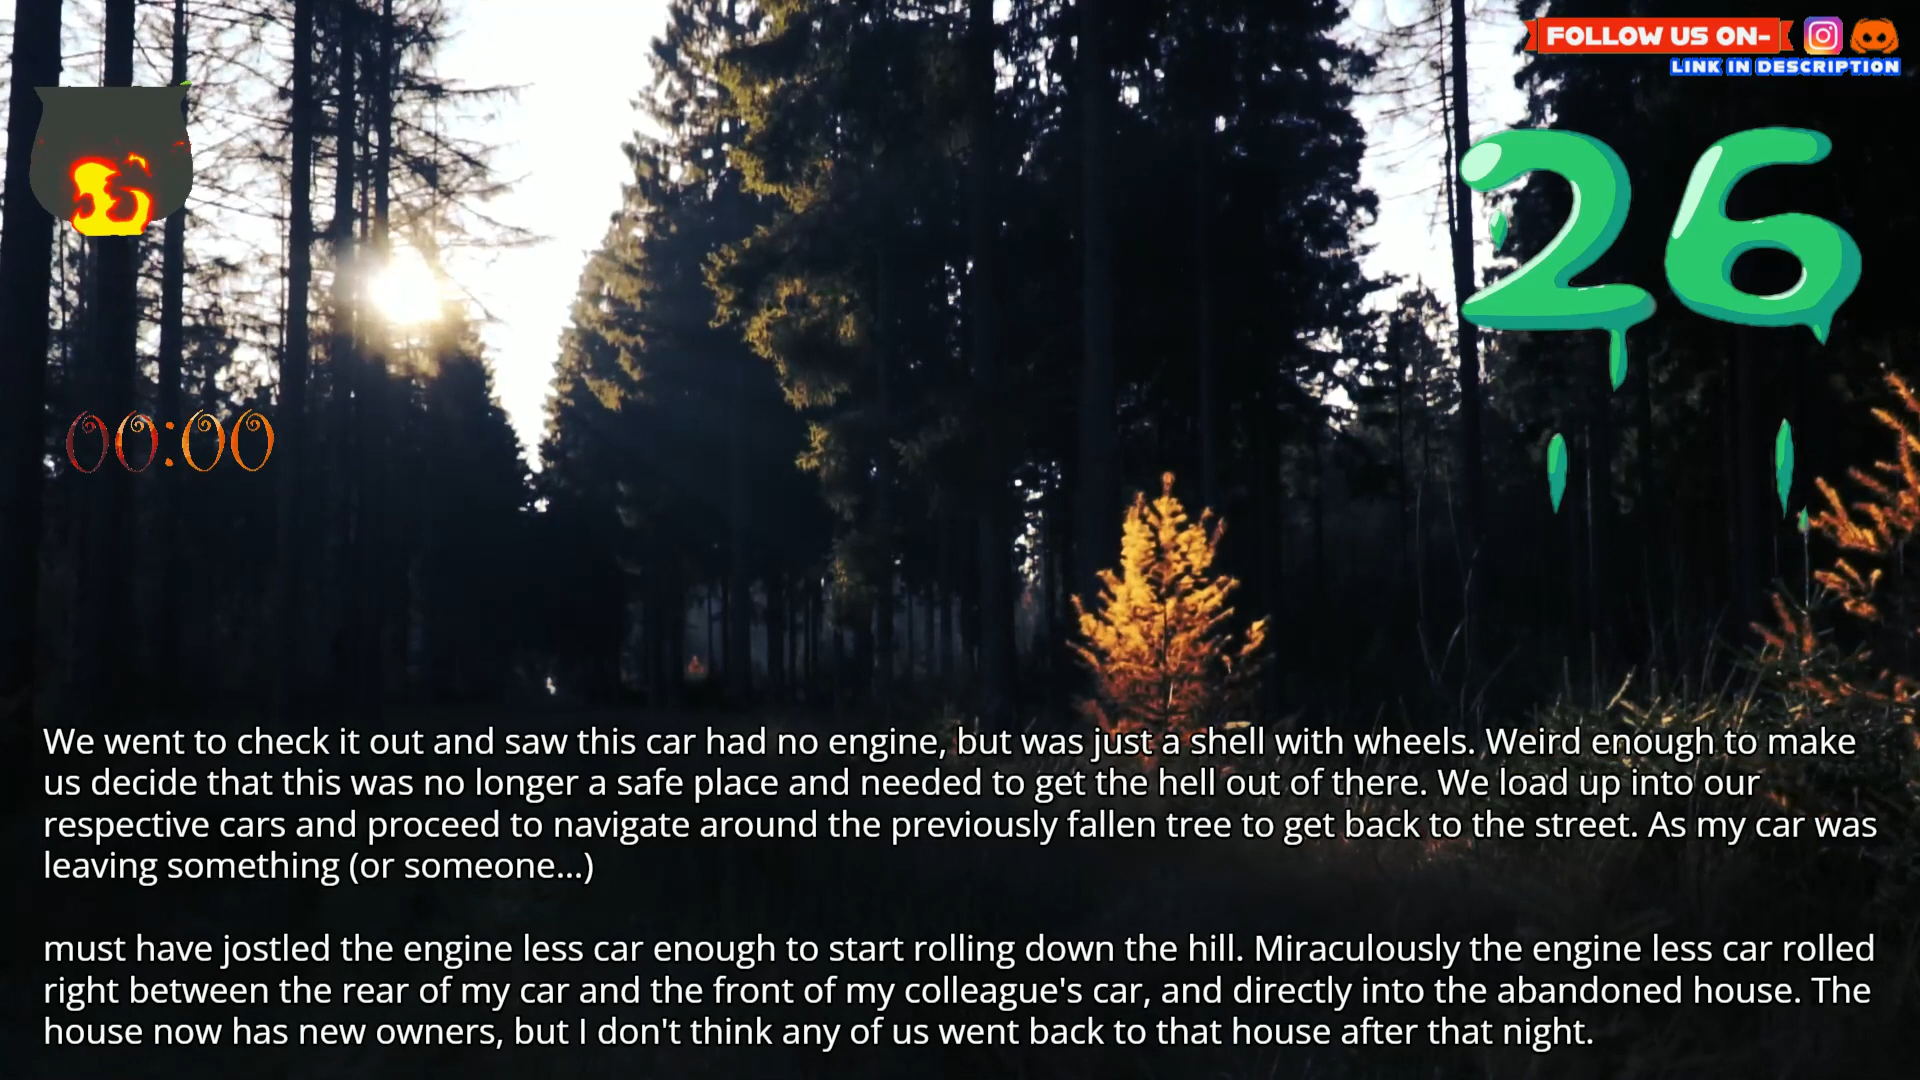 FOLLOW US ON-
LINK IN DESCRIPTION
26
00:00
We went to check it out and saw this car had no engine, but was just a shell with wheels. Weird enough to make
us decide that this was no longer a safe place and needed to get the hell out of there. We load up into our
respective cars and proceed to navigate around the previously fallen tree to get back to the street. As my car was
leaving something (or someone...)
must have jostled the engine less car enough to start rolling down the hill. Miraculously the engine less car rolled
right between the rear of my car and the front of my colleague's car, and directly into the abandoned house. The
house now has new owners, but I don't think any of us went back to that house after that night.